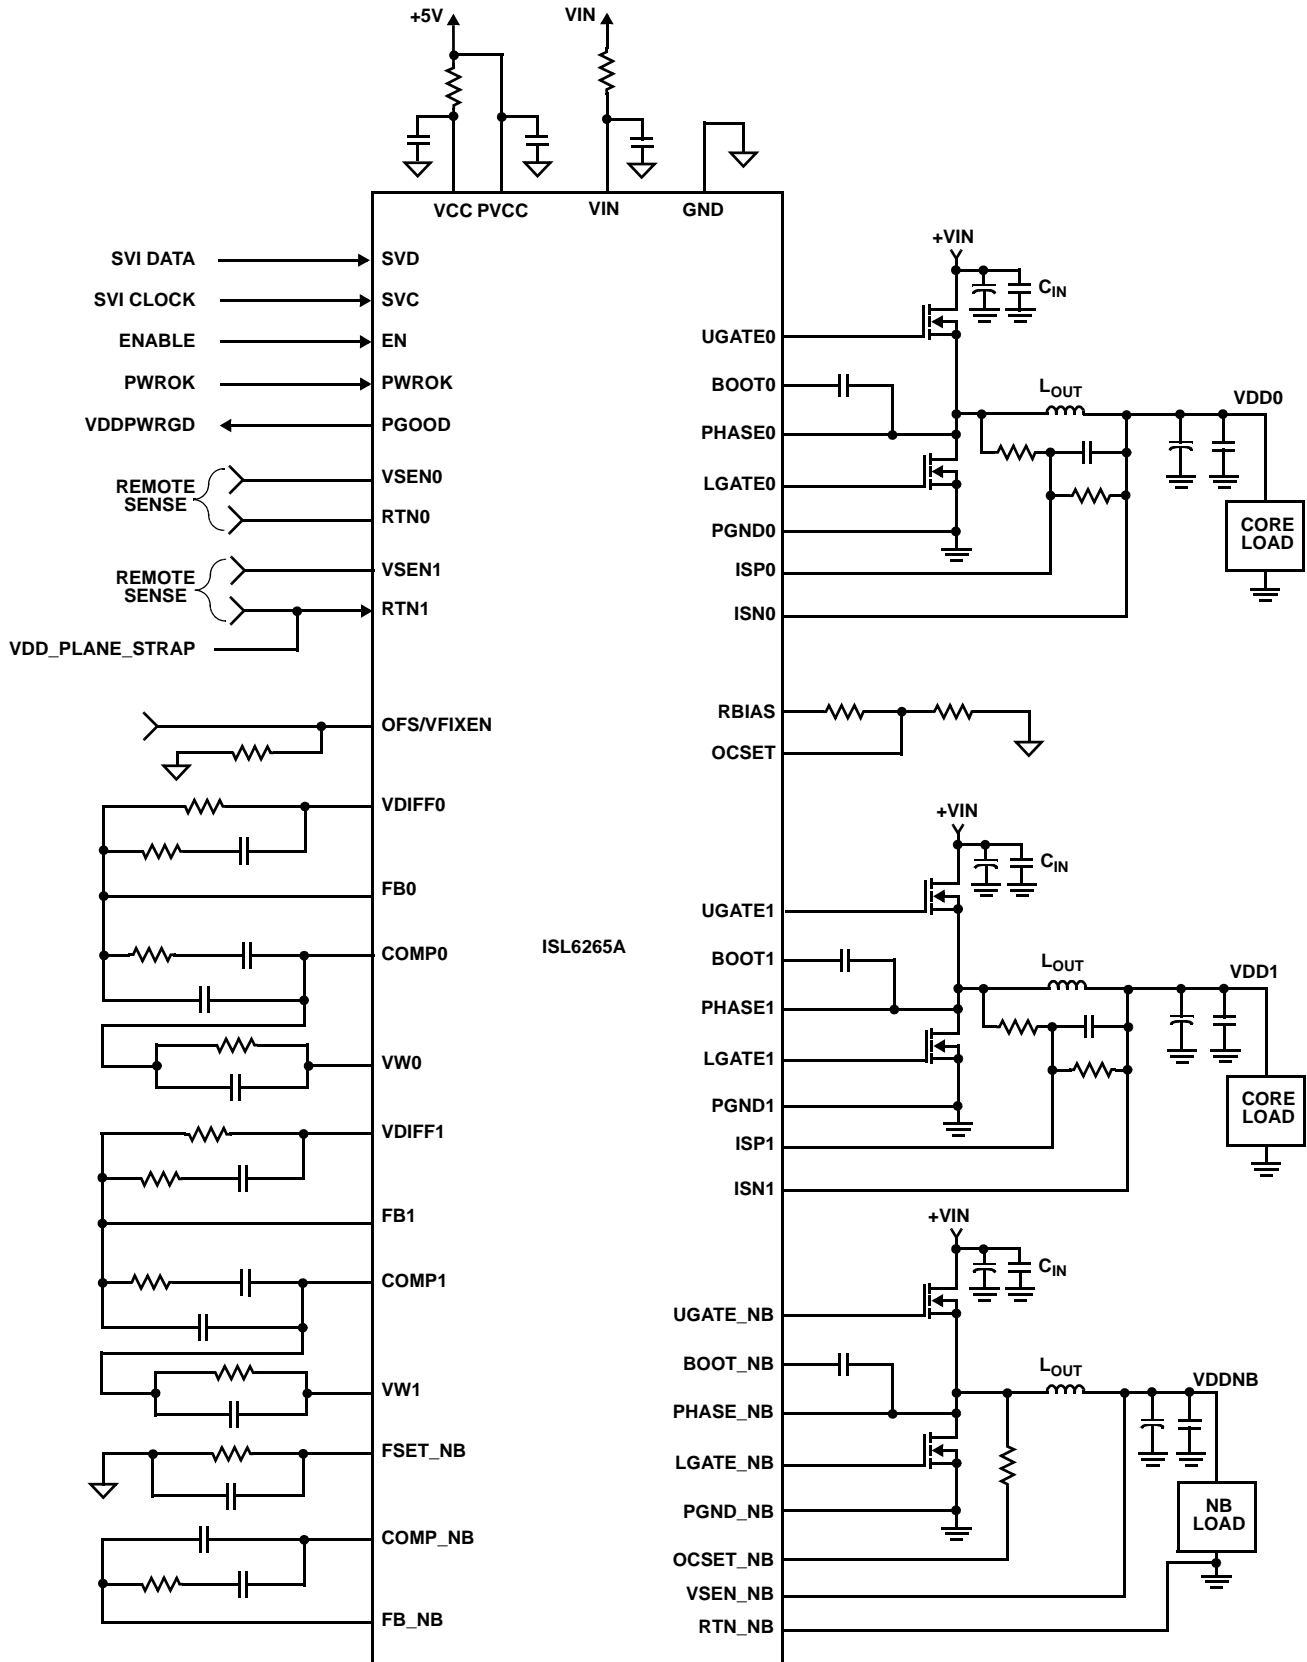 +5V
VIN
VCC PVCC
VIN
GND
SVI DATA
SVD
SVI CLOCK
SVC
ENABLE
EN
PWROK
PWROK
VDDPWRGD
PGOOD
REMOTE
SENSE
VSEN0
RTN0
REMOTE
SENSE
VSEN1
RTN1
VDD_PLANE_STRAP
OFS/VFIXEN
VDIFF0
FB0
COMP0
VW0
VDIFF1
FB1
COMP1
VW1
FSET_NB
COMP_NB
FB_NB
ISL6265A
+VIN
CIN
UGATE0
BOOT0
LOUT
VDD0
PHASE0
LGATE0
PGND0
CORE
LOAD
ISP0
ISN0
RBIAS
OCSET
+VIN
CIN
UGATE1
BOOT1
LOUT
VDD1
PHASE1
LGATE1
PGND1
CORE
LOAD
ISP1
ISN1
+VIN
CIN
UGATE_NB
BOOT_NB
LOUT
VDDNB
PHASE_NB
LGATE_NB
PGND_NB
NB
LOAD
OCSET_NB
VSEN_NB
RTN_NB